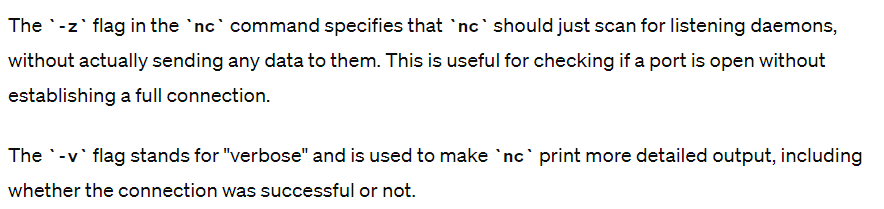 The `-z` flag in the `nc` command specifies that `nc` should just scan for listening daemons,
without actually sending any data to them. This is useful for checking if a port is open without
establishing a full connection.
The `-v` flag stands for "verbose" and is used to make `nc` print more detailed output, including
whether the connection was successful or not.